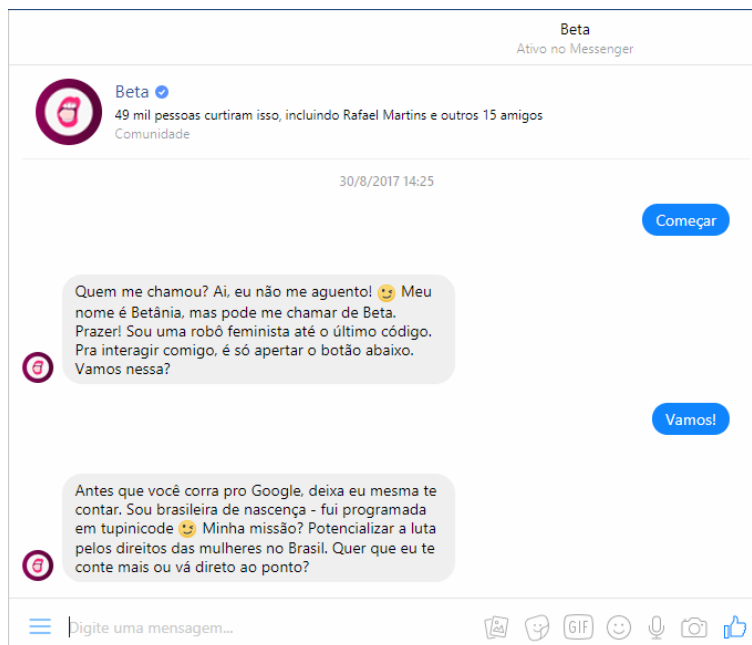 Beta
Ativo no Messenger
Beta
49 mil pessoas curtiram isso, incluindo Rafael Martins e outros 15 amigos
Comunidade
30/8/2017 14:25
Começar
Quem me chamou? Ai, eu não me aguento! 😉 Meu
nome é Betânia, mas pode me chamar de Beta.
Prazer! Sou uma robô feminista até o último código.
Pra interagir comigo, é só apertar o botão abaixo.
Vamos nessa?
Vamos!
Antes que você corra pro Google, deixa eu mesma te
contar. Sou brasileira de nascença - fui programada
em tupinicode 😉 Minha missão? Potencializar a luta
pelos direitos das mulheres no Brasil. Quer que eu te
conte mais ou vá direto ao ponto?
Digite uma mensagem...
GIF